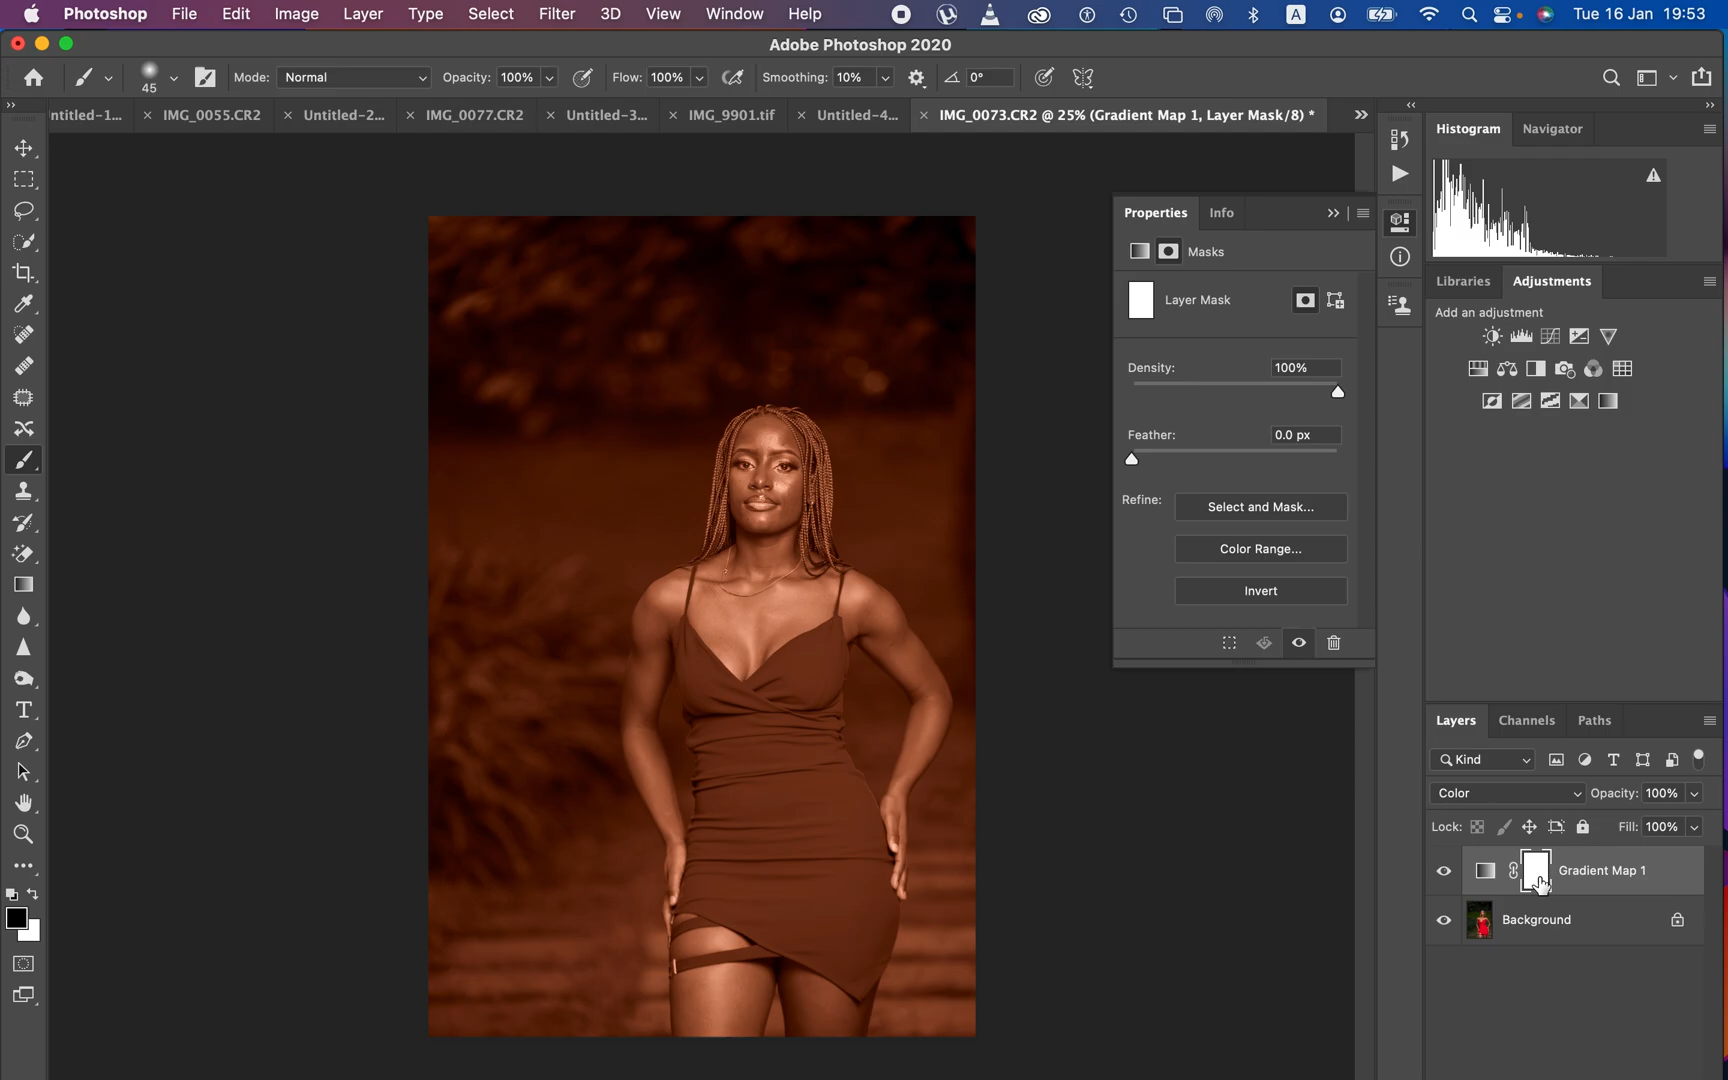 Photoshop File Edit Image Layer Type Select Filter 3D View Window Help A Tue 16 Jan 19:53
Adobe Photoshop 2020
45 Mode: Normal Opacity: 100% Flow: 100% Smoothing: 10% 0°
ntitled-1... × IMG_0055.CR2 × Untitled-2... × IMG_0077.CR2 × Untitled-3... × IMG_9901.tif × Untitled-4... × IMG_0073.CR2 @ 25% (Gradient Map 1, Layer Mask/8) *
Histogram Navigator
Properties Info
Masks
Layer Mask
Density: 100%
Feather: 0.0 px
Refine: Select and Mask...
Color Range...
Invert
Libraries Adjustments
Add an adjustment
Layers Channels Paths
Kind
Color Opacity: 100%
Lock: Fill: 100%
Gradient Map 1
Background